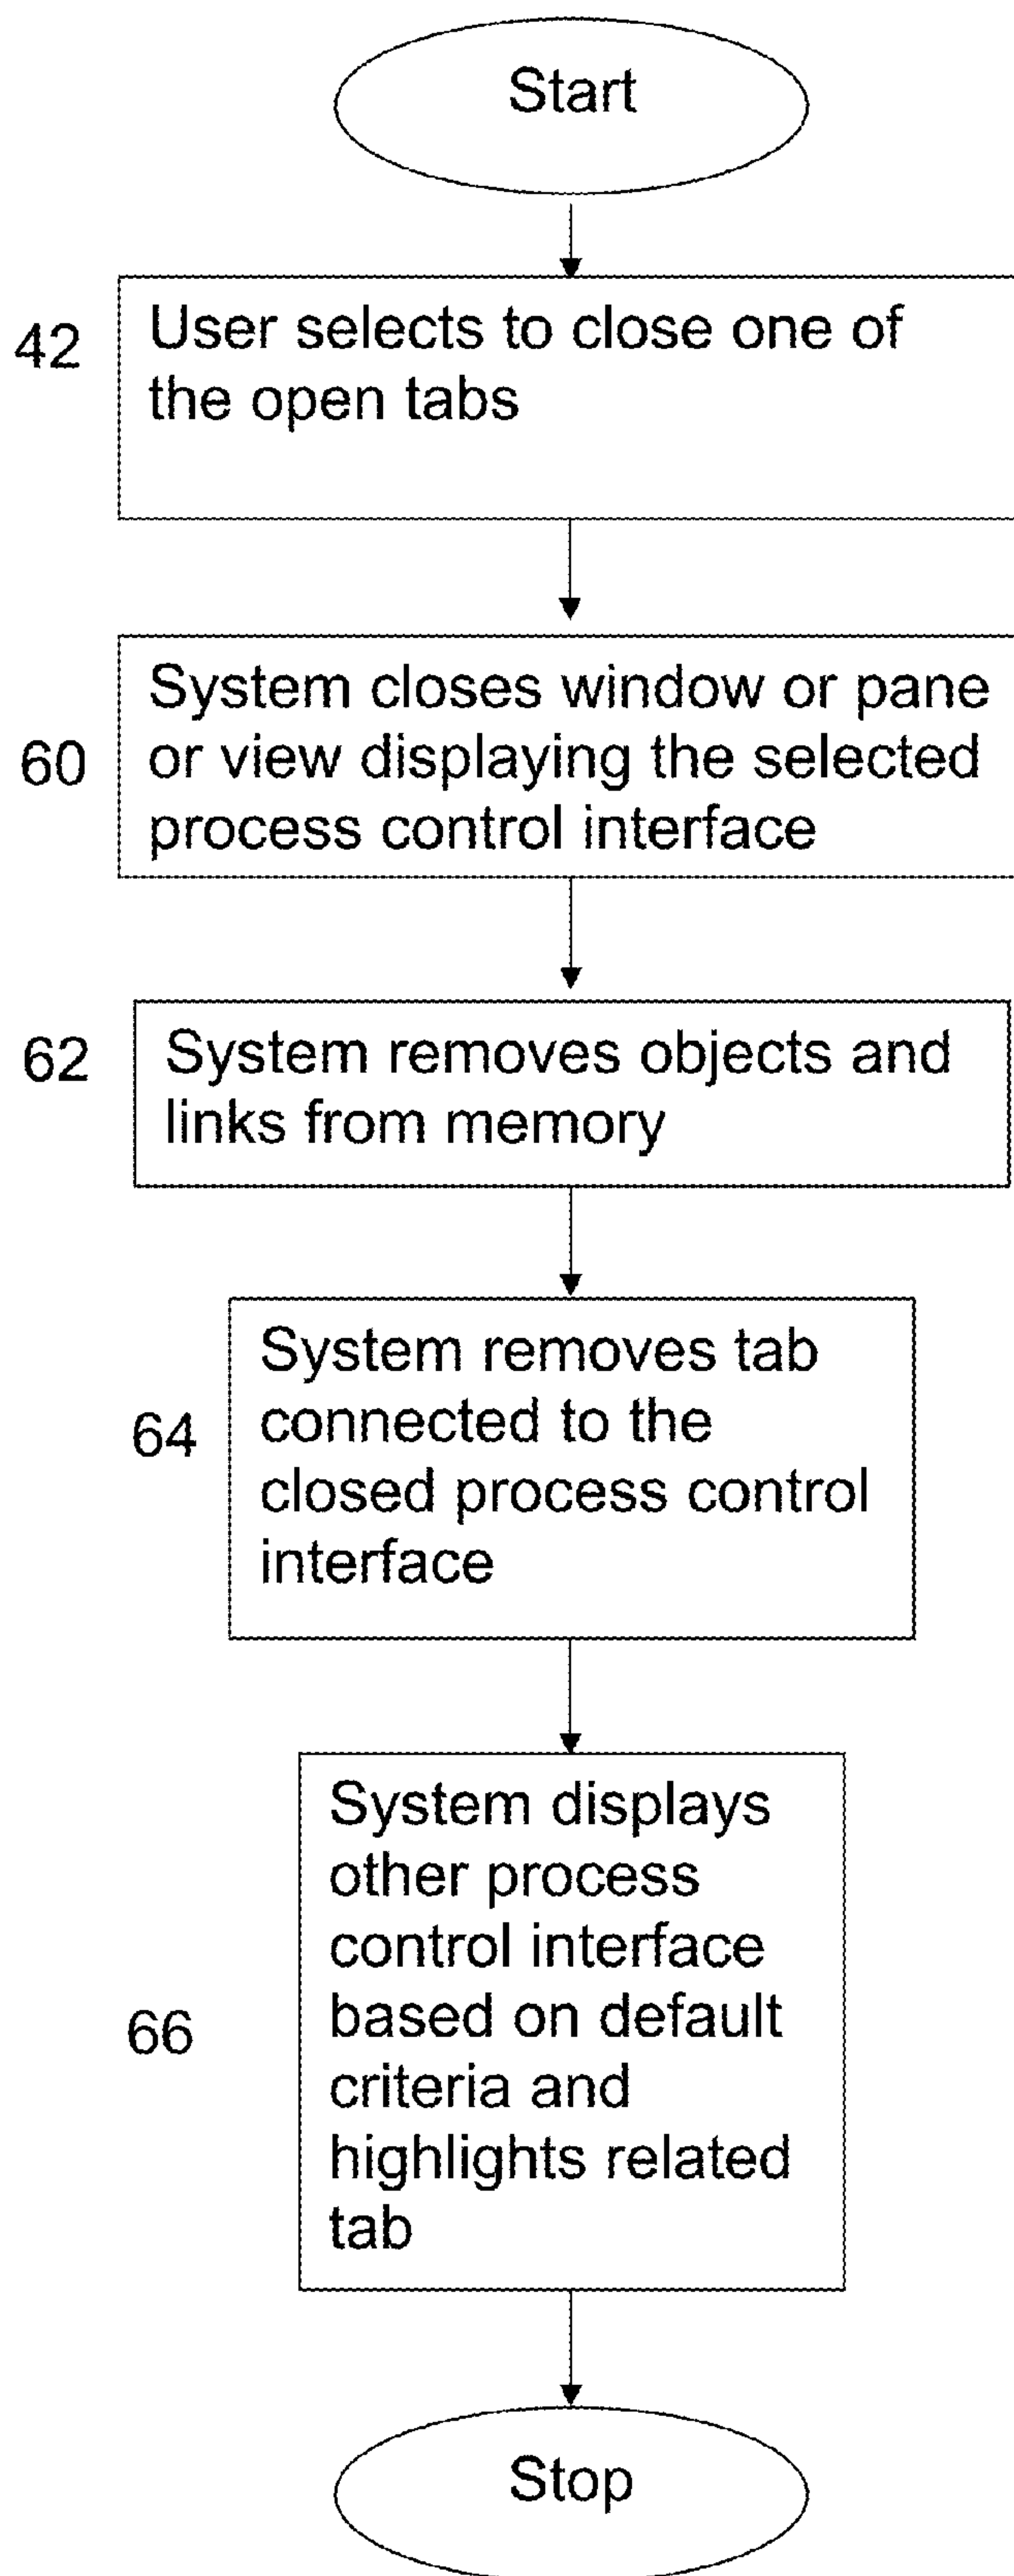 Start
42
User selects to close one of
the open tabs
System closes window or pane
60
or view displaying the selected
process control interface
62
System removes objects and
links from memory
System removes tab
connected to the
64
closed process control
interface
System displays
other process
control interface
based on default
66
criteria and
highlights related
tab
Stop